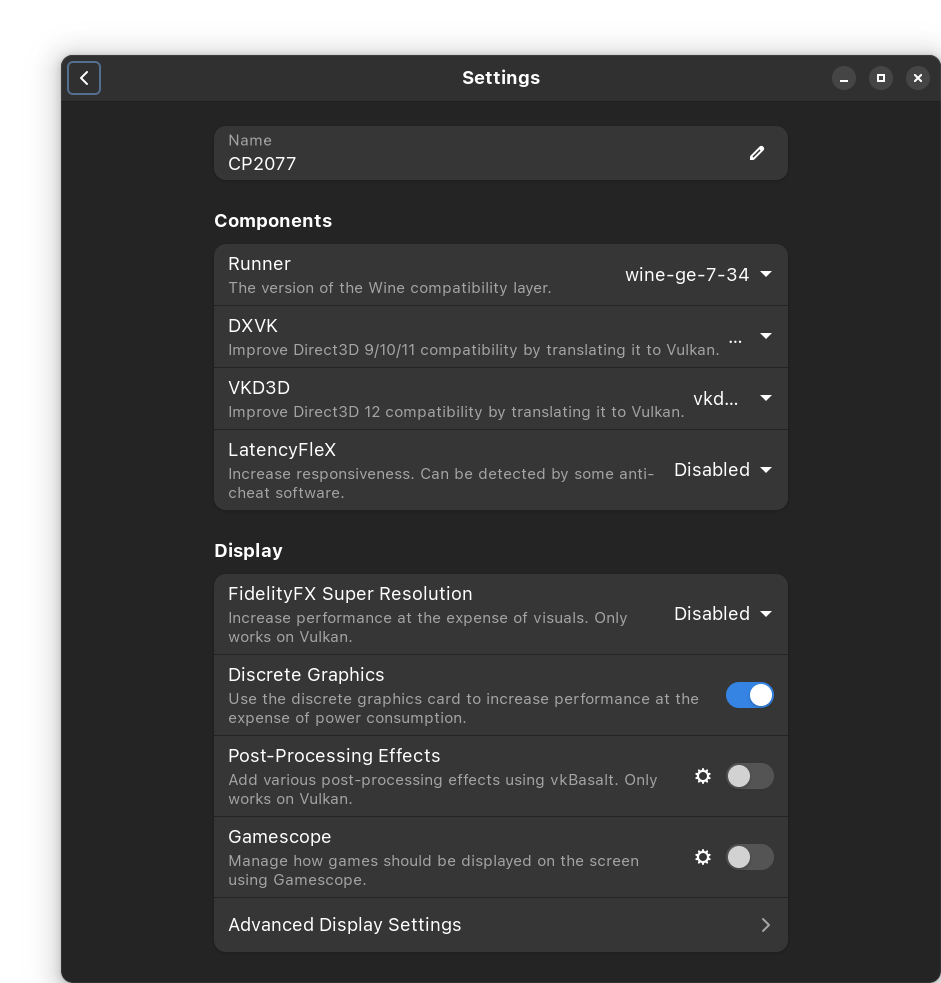 Settings
Name
CP2077
Components
Runner
The version of the Wine compatibility layer.
wine-ge-7-34
DXVK
Improve Direct3D 9/10/11 compatibility by translating it to Vulkan.
...
VKD3D
Improve Direct3D 12 compatibility by translating it to Vulkan.
vkd...
LatencyFleX
Increase responsiveness. Can be detected by some anti-
cheat software.
Disabled
Display
FidelityFX Super Resolution
Increase performance at the expense of visuals. Only
works on Vulkan.
Disabled
Discrete Graphics
Use the discrete graphics card to increase performance at the
expense of power consumption.
Post-Processing Effects
Add various post-processing effects using vkBasalt. Only
works on Vulkan.
Gamescope
Manage how games should be displayed on the screen
using Gamescope.
Advanced Display Settings